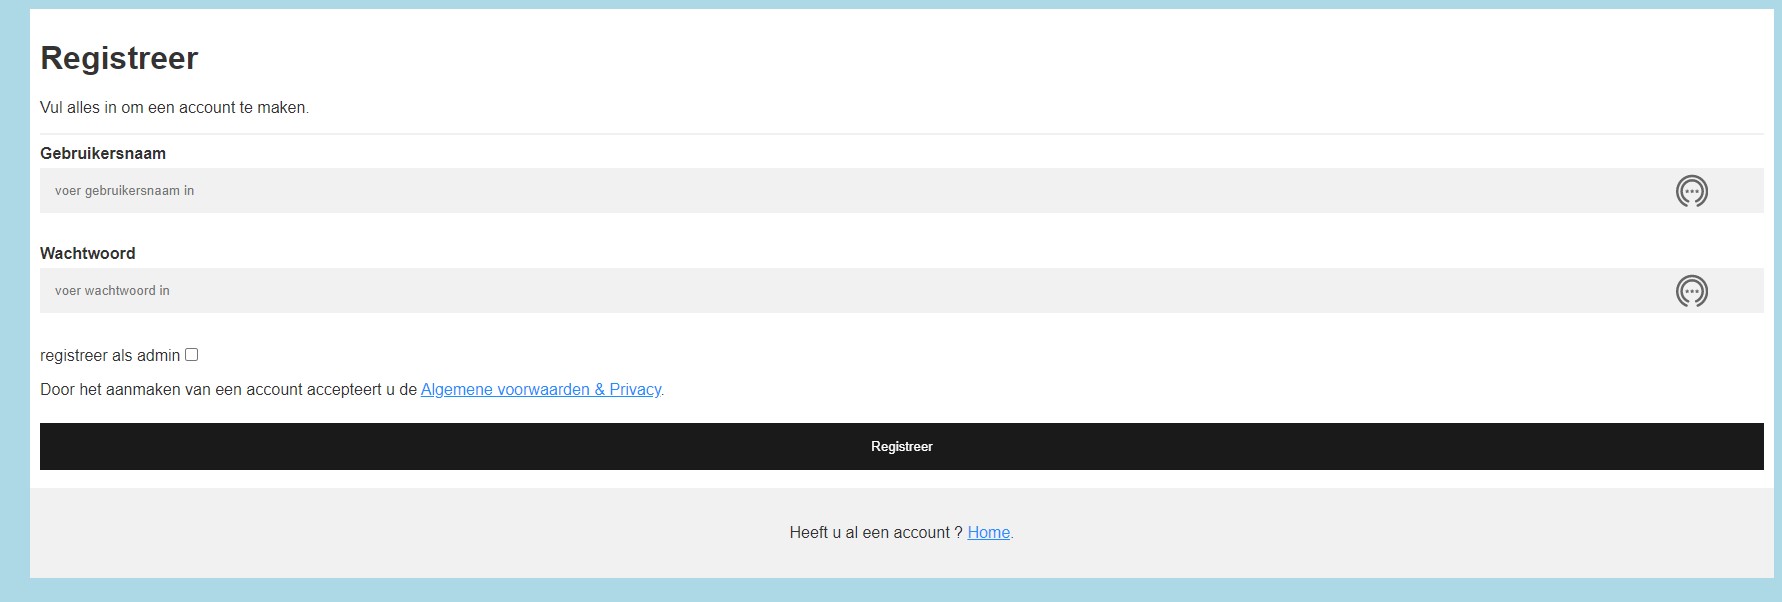 Registreer
Vul alles in om een account te maken.
Gebruikersnaam
voer gebruikersnaam in
Wachtwoord
voer wachtwoord in
registreer als admin
Door het aanmaken van een account accepteert u de Algemene voorwaarden & Privacy.
Registreer
Heeft u al een account ? Home.